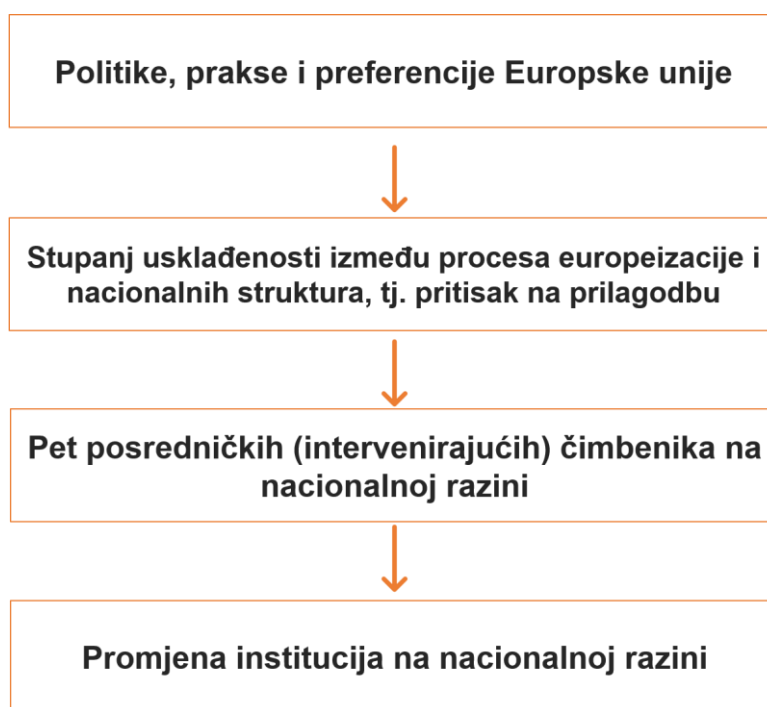 Politike, prakse i preferencije Europske unije
Stupanj usklađenosti između procesa europeizacije i
nacionalnih struktura, tj. pritisak na prilagodbu
Pet posredničkih (intervenirajućih) čimbenika na
nacionalnoj razini
Promjena institucija na nacionalnoj razini